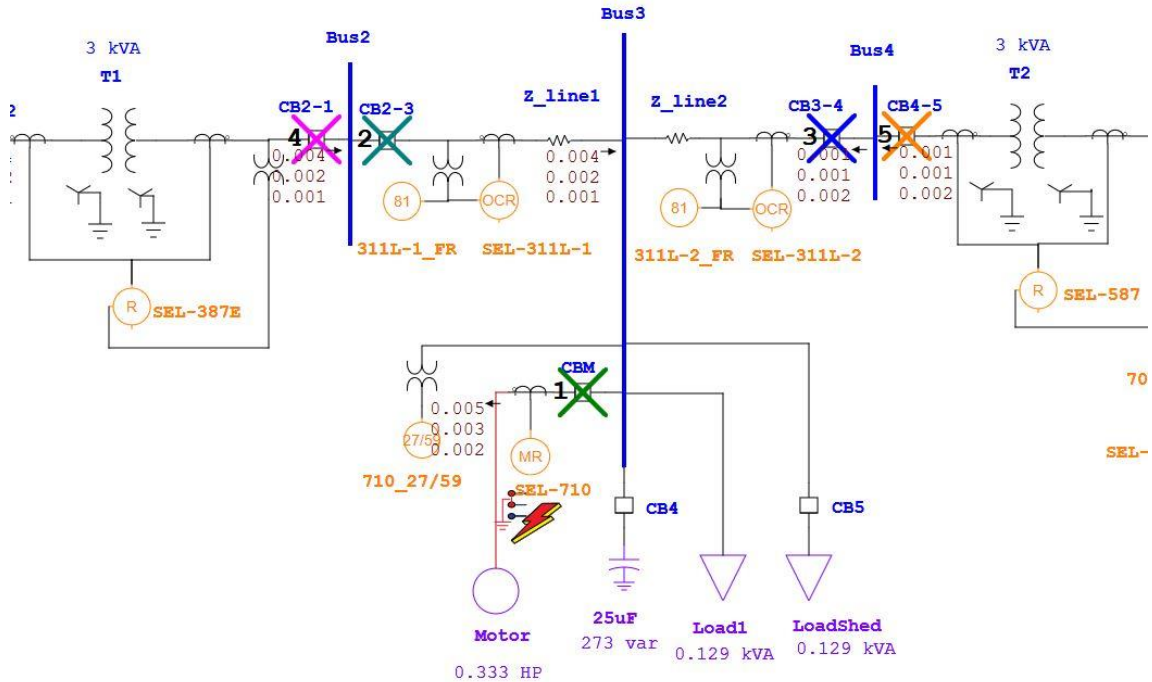 Bus3
Bus2
3 kVA
Bus4
3 kVA
T1
T2
2
CB2-1
CB2-3
Z_line1
Z_line2
CB3-4
CB4-5
4
2
3
5
0.004
0.002
0.001
0.004
0.002
0.001
0.001
0.001
0.002
0.001
0.001
0.002
81
OCR
81
OCR
311L-1_FR
SEL-311L-1
311L-2_FR
SEL-311L-2
R
SEL-387E
R
SEL-587
CBM
1
70
0.005
0.003
0.002
27/59
MR
SEL-
710_27/59
SEL-710
CB4
CB5
25uF
273 var
Motor
Load1
LoadShed
0.333 HP
0.129 kVA
0.129 kVA